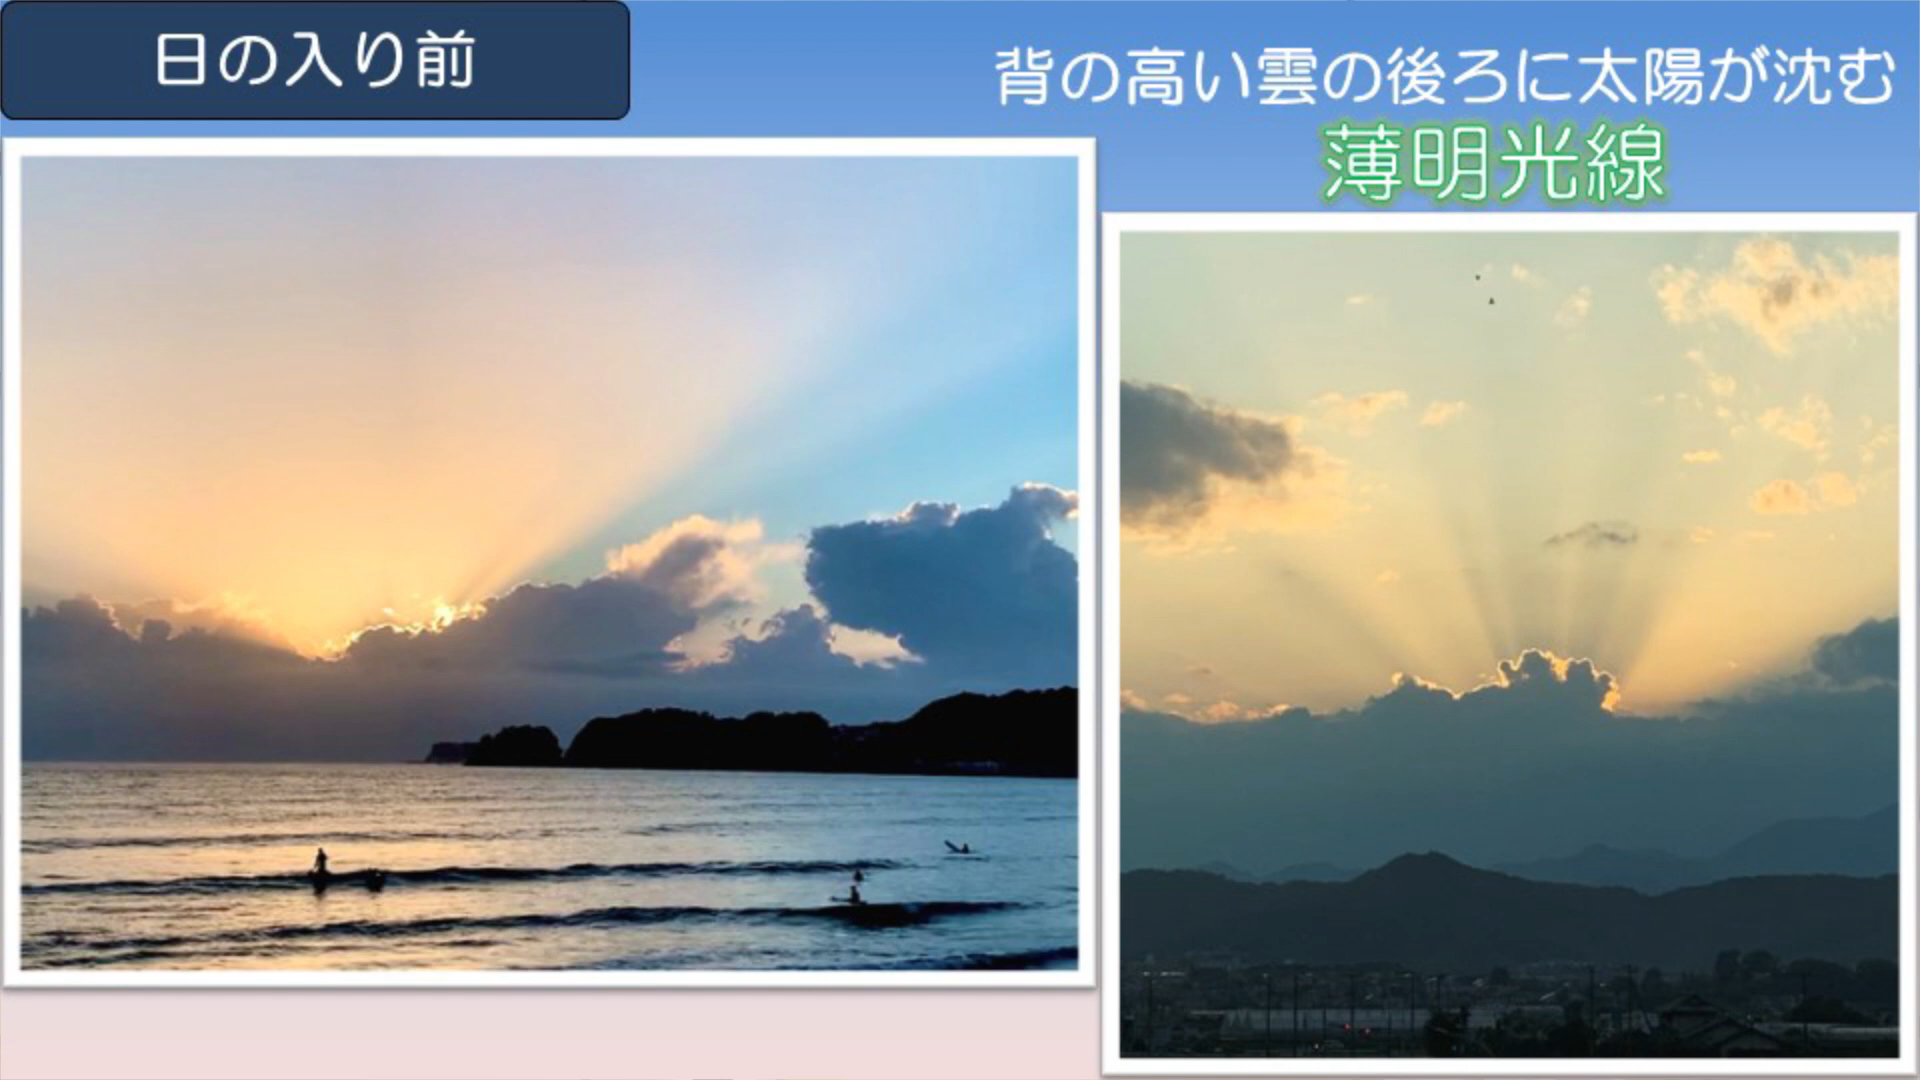 日の入り前
背の高い雲の後ろに太陽が沈む
薄明光線